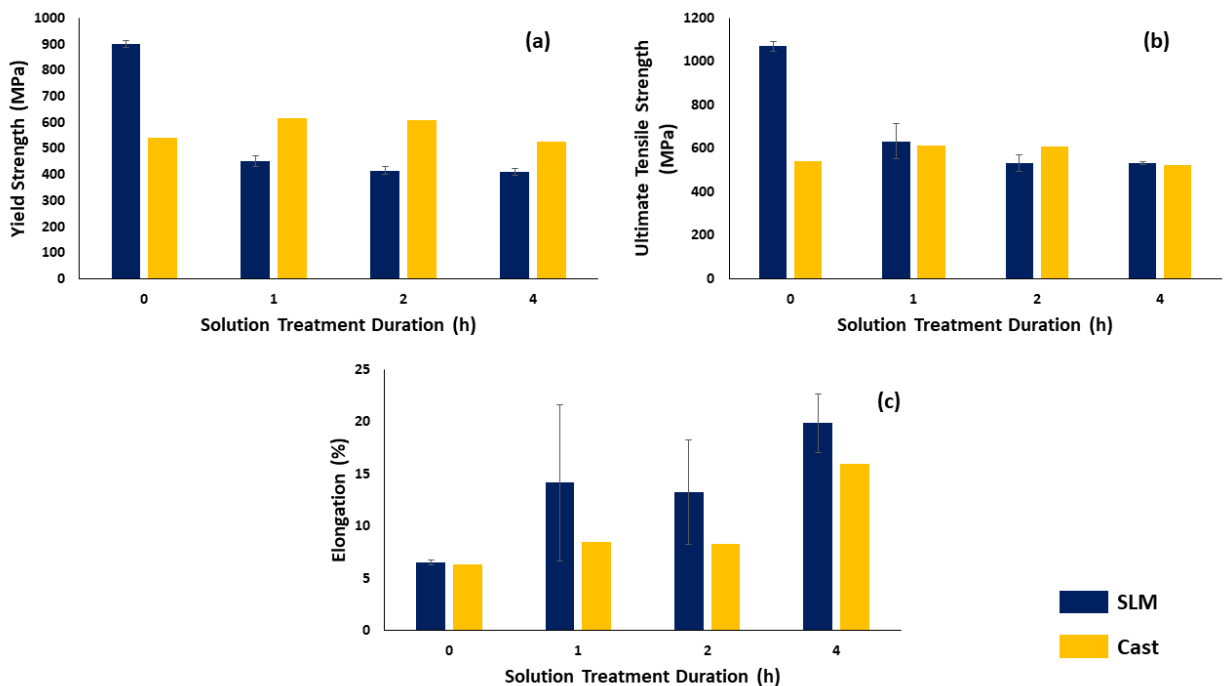 (a)
Yield Strength (MPa)
1000
900
800
700
600
500
400
300
200
100
0
0 1 2 4
Solution Treatment Duration (h)
(b)
Ultimate Tensile Strength
(MPa)
1200
1000
800
600
400
200
0
0 1 2 4
Solution Treatment Duration (h)
(c)
Elongation (%)
25
20
15
10
5
0
0 1 2 4
Solution Treatment Duration (h)
SLM
Cast